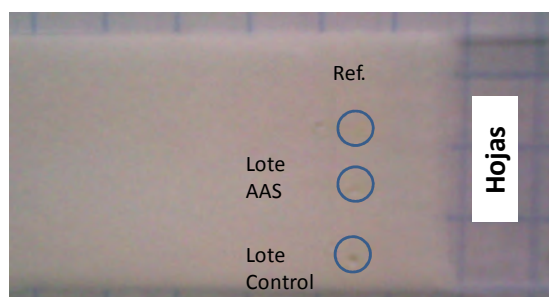 Ref.
Lote
AAS
Lote
Control
Hojas